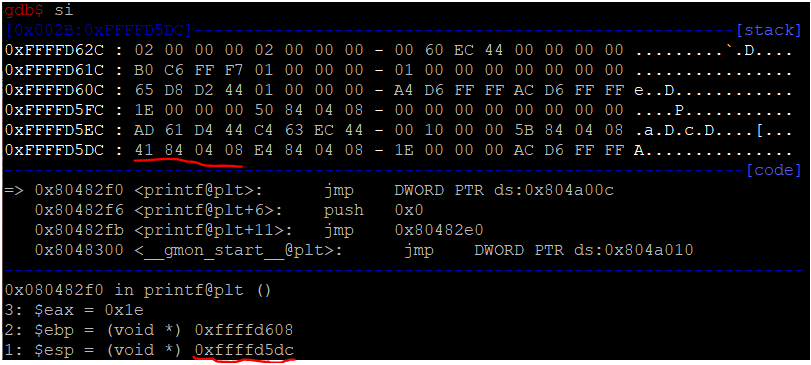 gdb$ si
[0x002B:0xFFFFD5DC]------------------------------------------------------[stack]
0xFFFFD62C : 02 00 00 00 02 00 00 00 - 00 60 EC 44 00 00 00 00 .........`.D....
0xFFFFD61C : B0 C6 FF F7 01 00 00 00 - 01 00 00 00 00 00 00 00 ................
0xFFFFD60C : 65 D8 D2 44 01 00 00 00 - A4 D6 FF FF AC D6 FF FF e..D............
0xFFFFD5FC : 1E 00 00 00 50 84 04 08 - 00 00 00 00 00 00 00 00 ....P...........
0xFFFFD5EC : AD 61 D4 44 C4 63 EC 44 - 00 10 00 00 5B 84 04 08 .a.D.c.D....[...
0xFFFFD5DC : 41 84 04 08 E4 84 04 08 - 1E 00 00 00 AC D6 FF FF A...............
--------------------------------------------------------------------------[code]
=> 0x80482f0 <printf@plt>: jmp DWORD PTR ds:0x804a00c
0x80482f6 <printf@plt+6>: push 0x0
0x80482fb <printf@plt+11>: jmp 0x80482e0
0x8048300 <__gmon_start__@plt>: jmp DWORD PTR ds:0x804a010
--------------------------------------------------------------------------------
0x080482f0 in printf@plt ()
3: $eax = 0x1e
2: $ebp = (void *) 0xffffd608
1: $esp = (void *) 0xffffd5dc